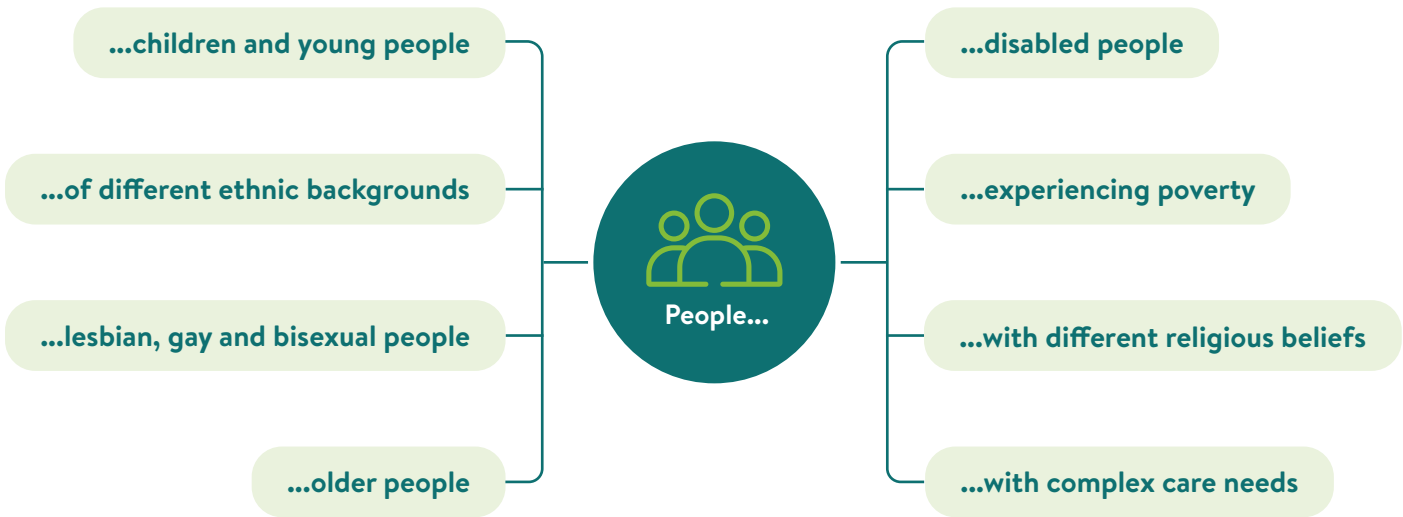 ...children and young people
...of different ethnic backgrounds
...lesbian, gay and bisexual people
...older people
People...
...disabled people
...experiencing poverty
...with different religious beliefs
...with complex care needs